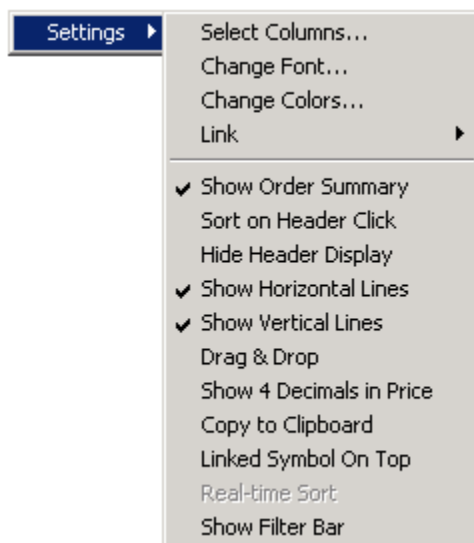 Settings
Select Columns...
Change Font...
Change Colors...
Link
Show Order Summary
Sort on Header Click
Hide Header Display
Show Horizontal Lines
Show Vertical Lines
Drag & Drop
Show 4 Decimals in Price
Copy to Clipboard
Linked Symbol On Top
Real-time Sort
Show Filter Bar